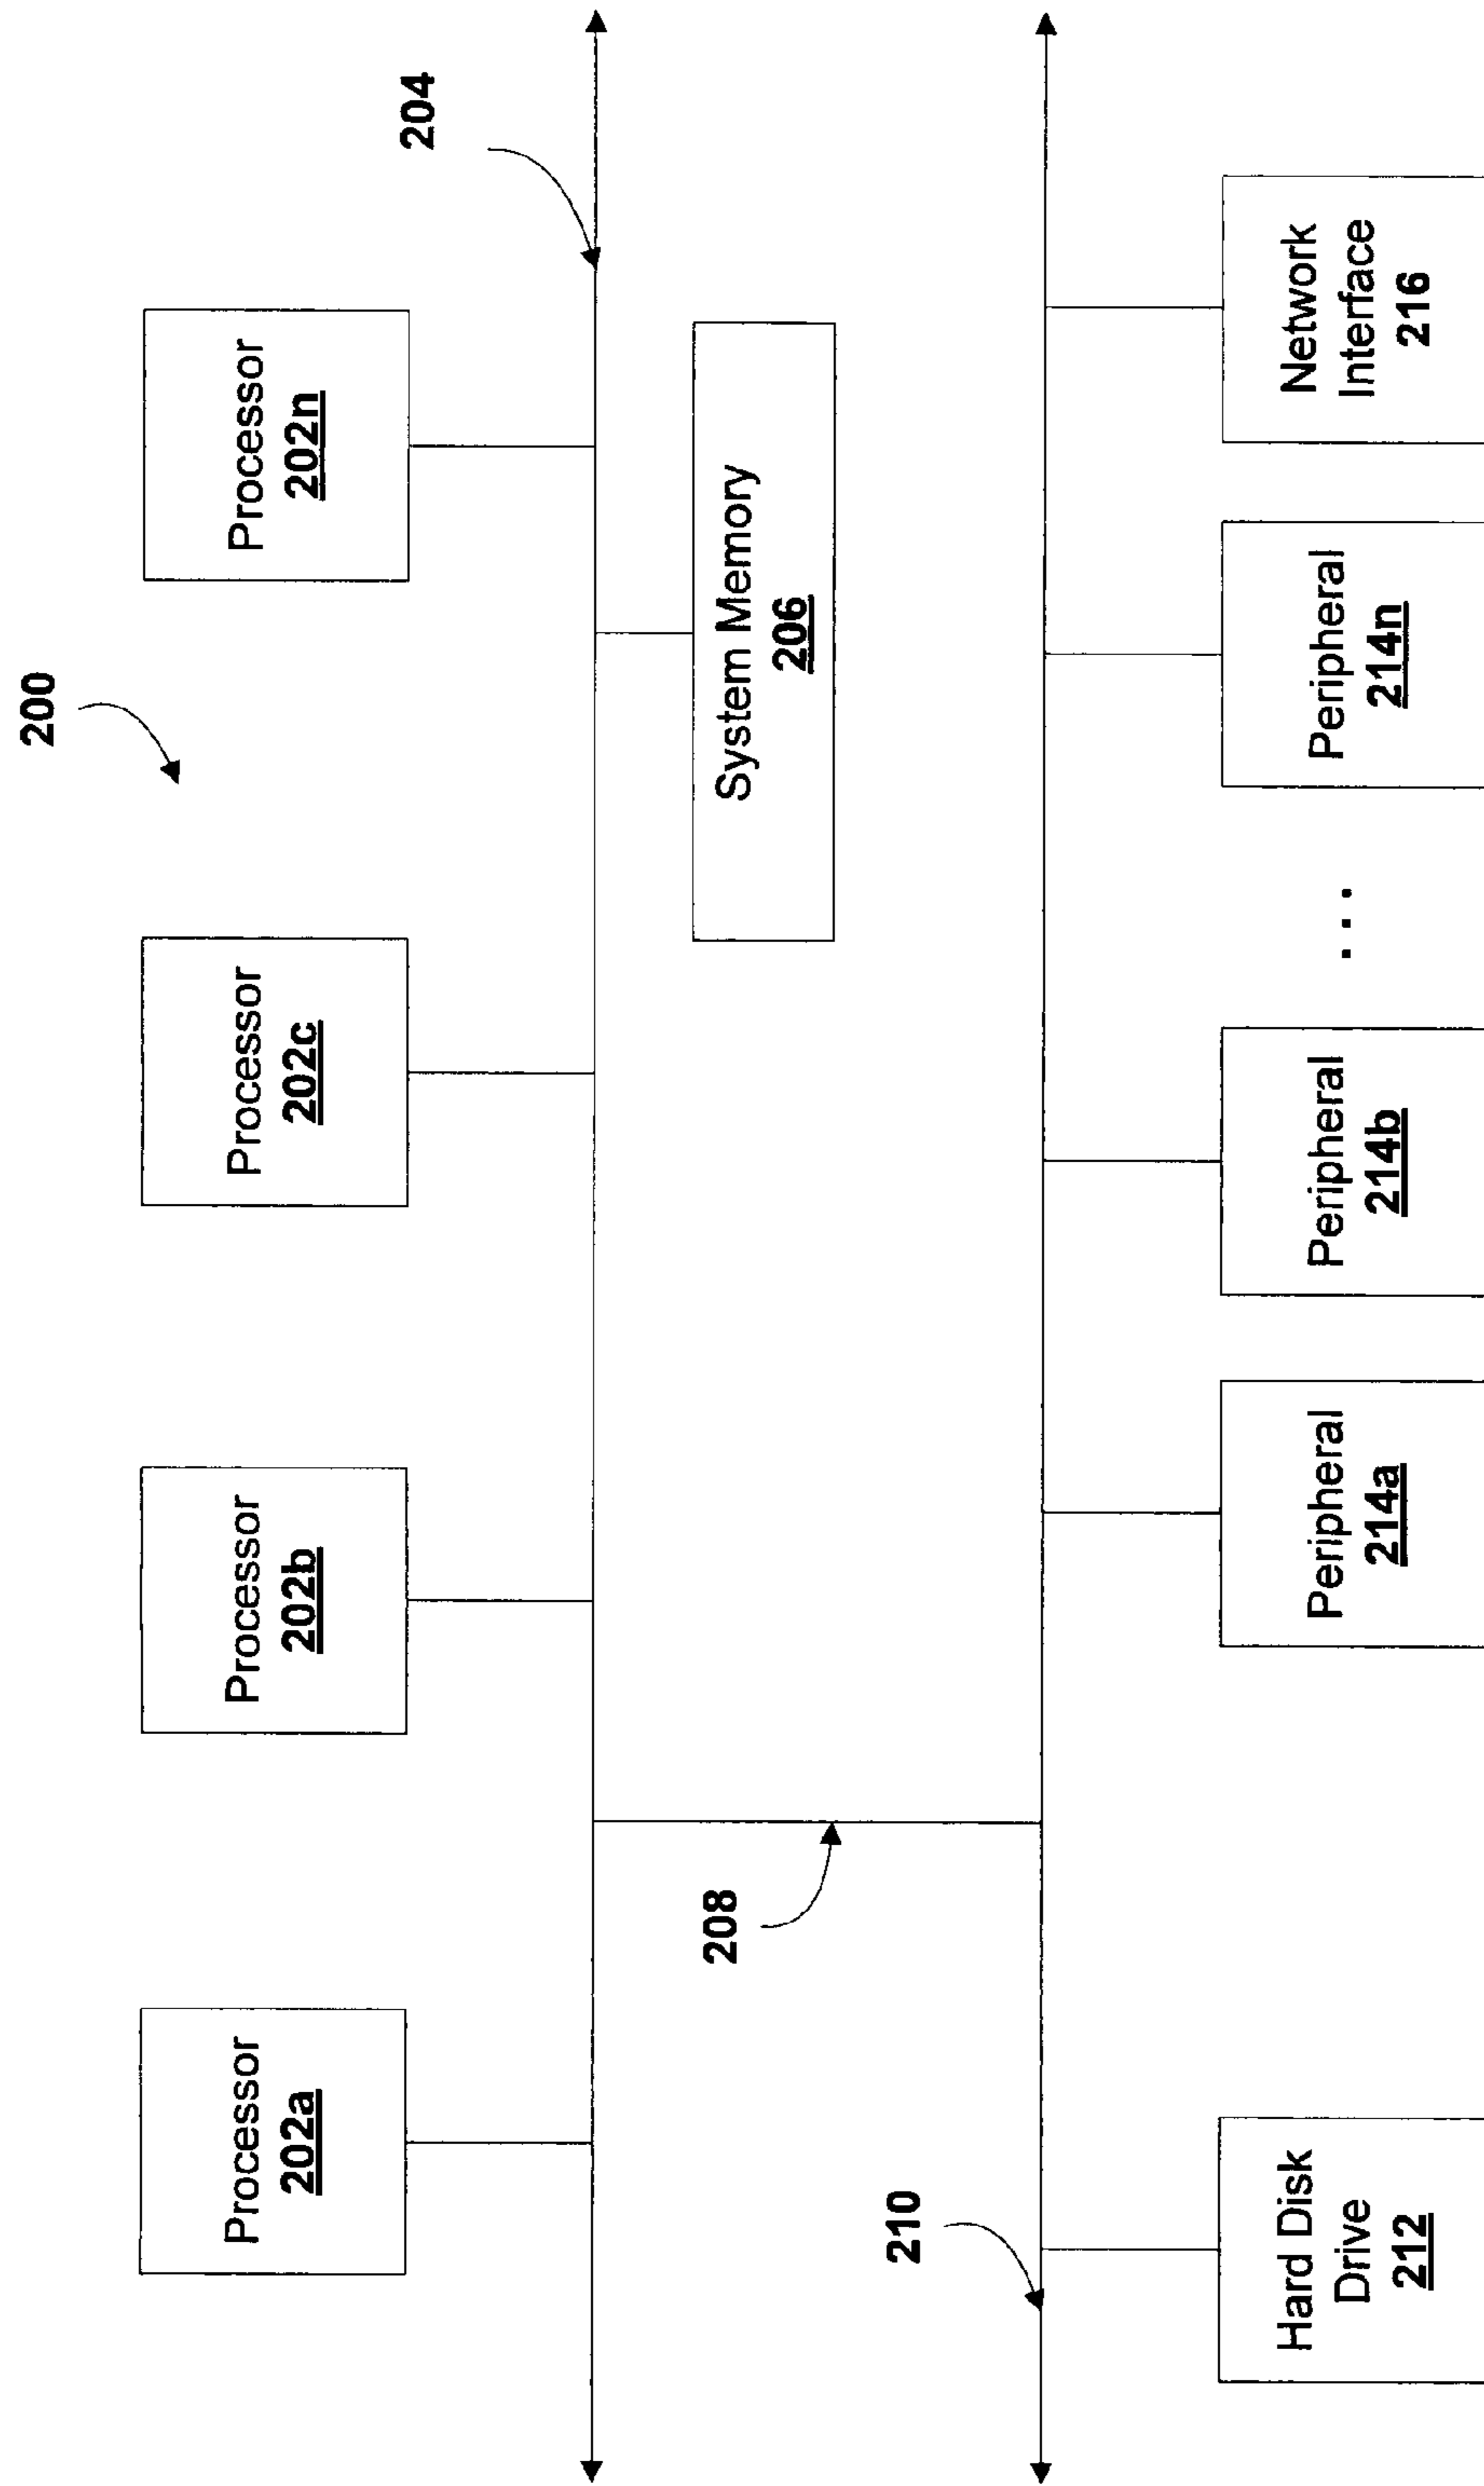 200
Processor
202a
Processor
202b
Processor
202c
Processor
202n
204
System Memory
206
208
210
Hard Disk
Drive
212
Peripheral
214a
Peripheral
214b
...
Peripheral
214n
Network
Interface
216